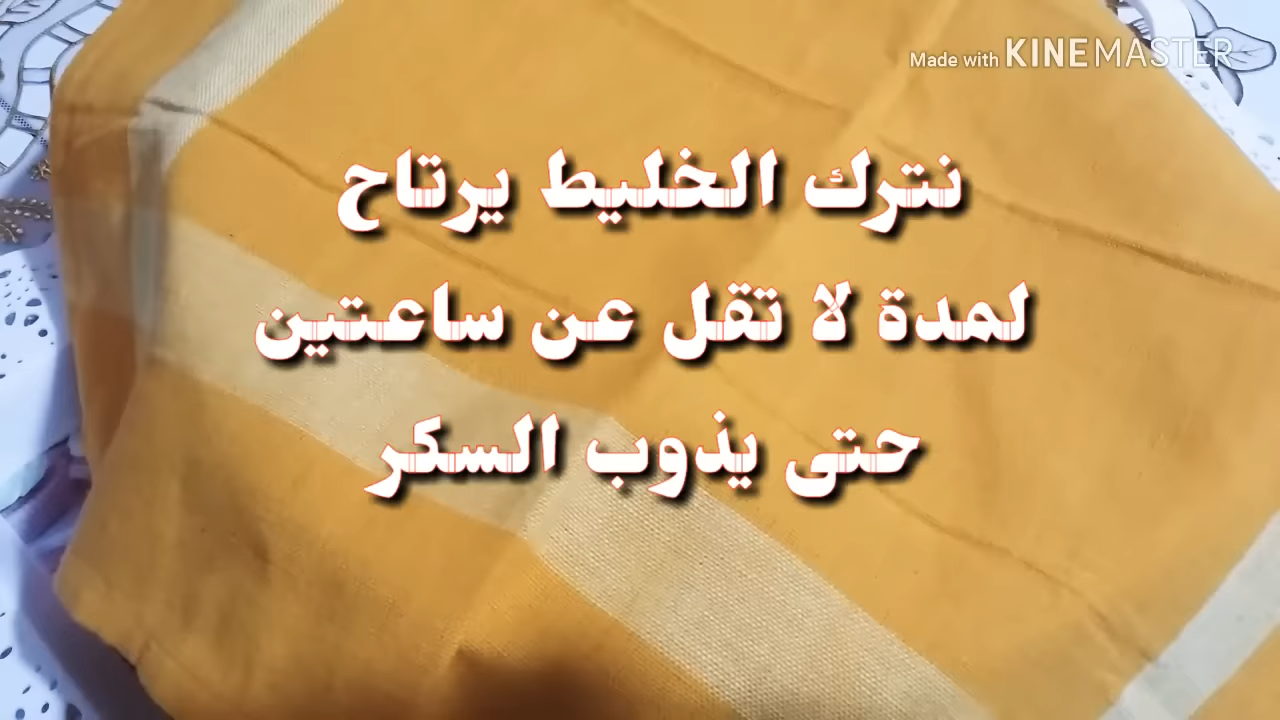 Made with KINEMASTER
نترك الخليط يرتاح
لمدة لا تقل عن ساعتين
حتى يذوب السكر